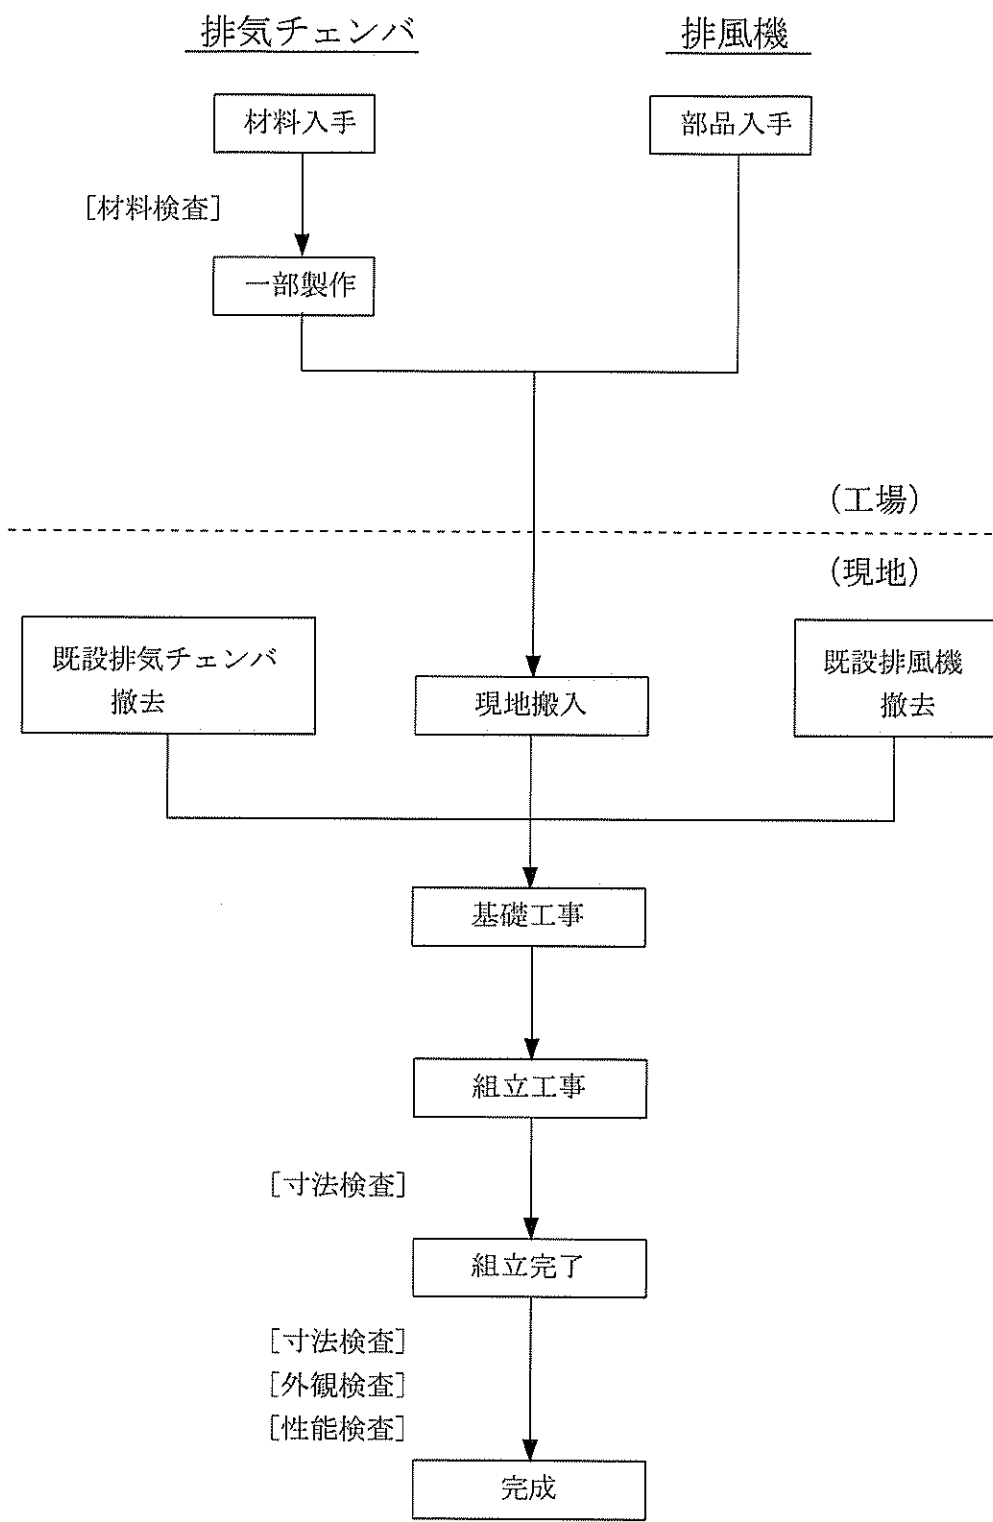 排気チェンバ
排風機
材料入手
部品入手
[材料検査]
一部製作
(工場)
(現地)
既設排気チェンバ
撤去
現地搬入
既設排風機
撤去
基礎工事
組立工事
[寸法検査]
組立完了
[寸法検査]
[外観検査]
[性能検査]
完成